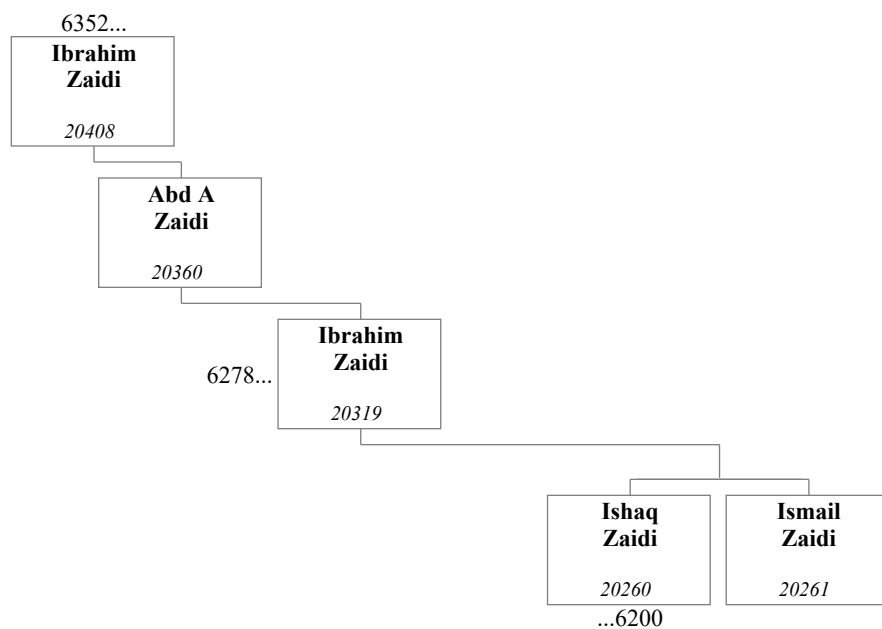 6352...
Ibrahim
Zaidi
20408
Abd A
Zaidi
20360
Ibrahim
Zaidi
6278...
20319
Ishaq
Zaidi
20260
...6200
Ismail
Zaidi
20261